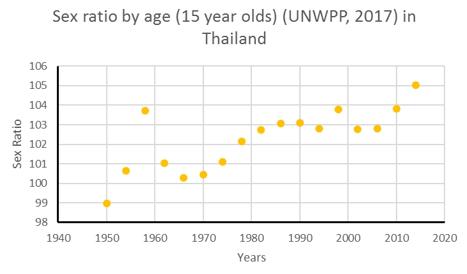 Sex ratio by age (15 year olds) (UNWPP, 2017) in
Thailand
106
105
104
103
102
101
100
99
98
Sex Ratio
1940 1950 1960 1970 1980 1990 2000 2010 2020
Years